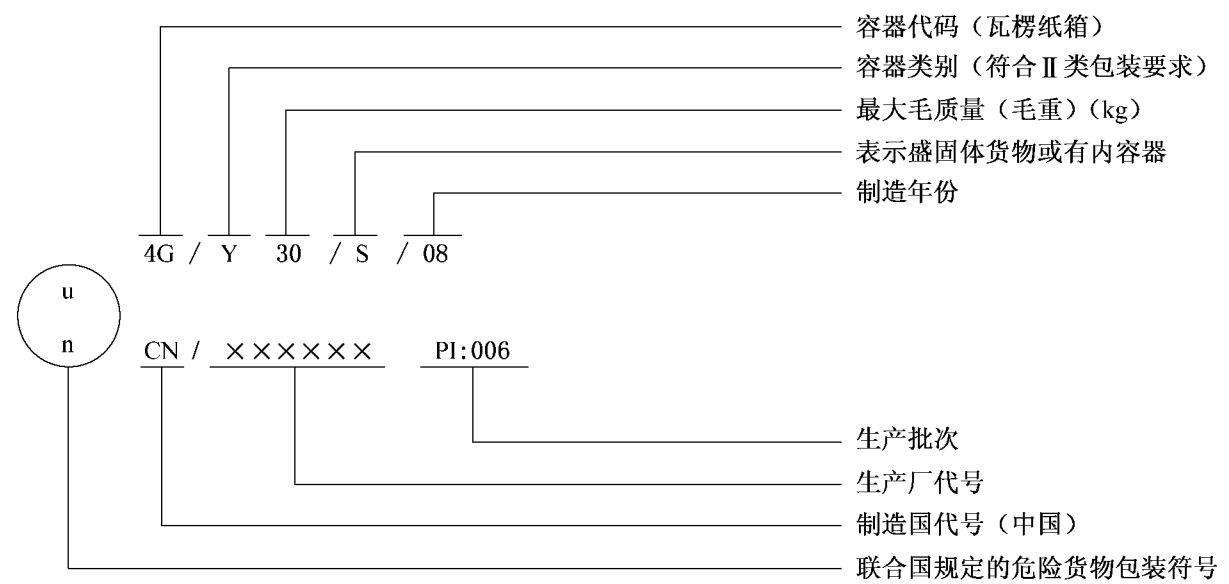 容器代码（瓦楞纸箱）
容器类别（符合Ⅱ类包装要求）
最大毛质量（毛重）（kg）
表示盛固体货物或有内容器
制造年份
4G / Y 30 / S / 08
u
n
CN / ×××××× PI:006
生产批次
生产厂代号
制造国代号（中国）
联合国规定的危险货物包装符号